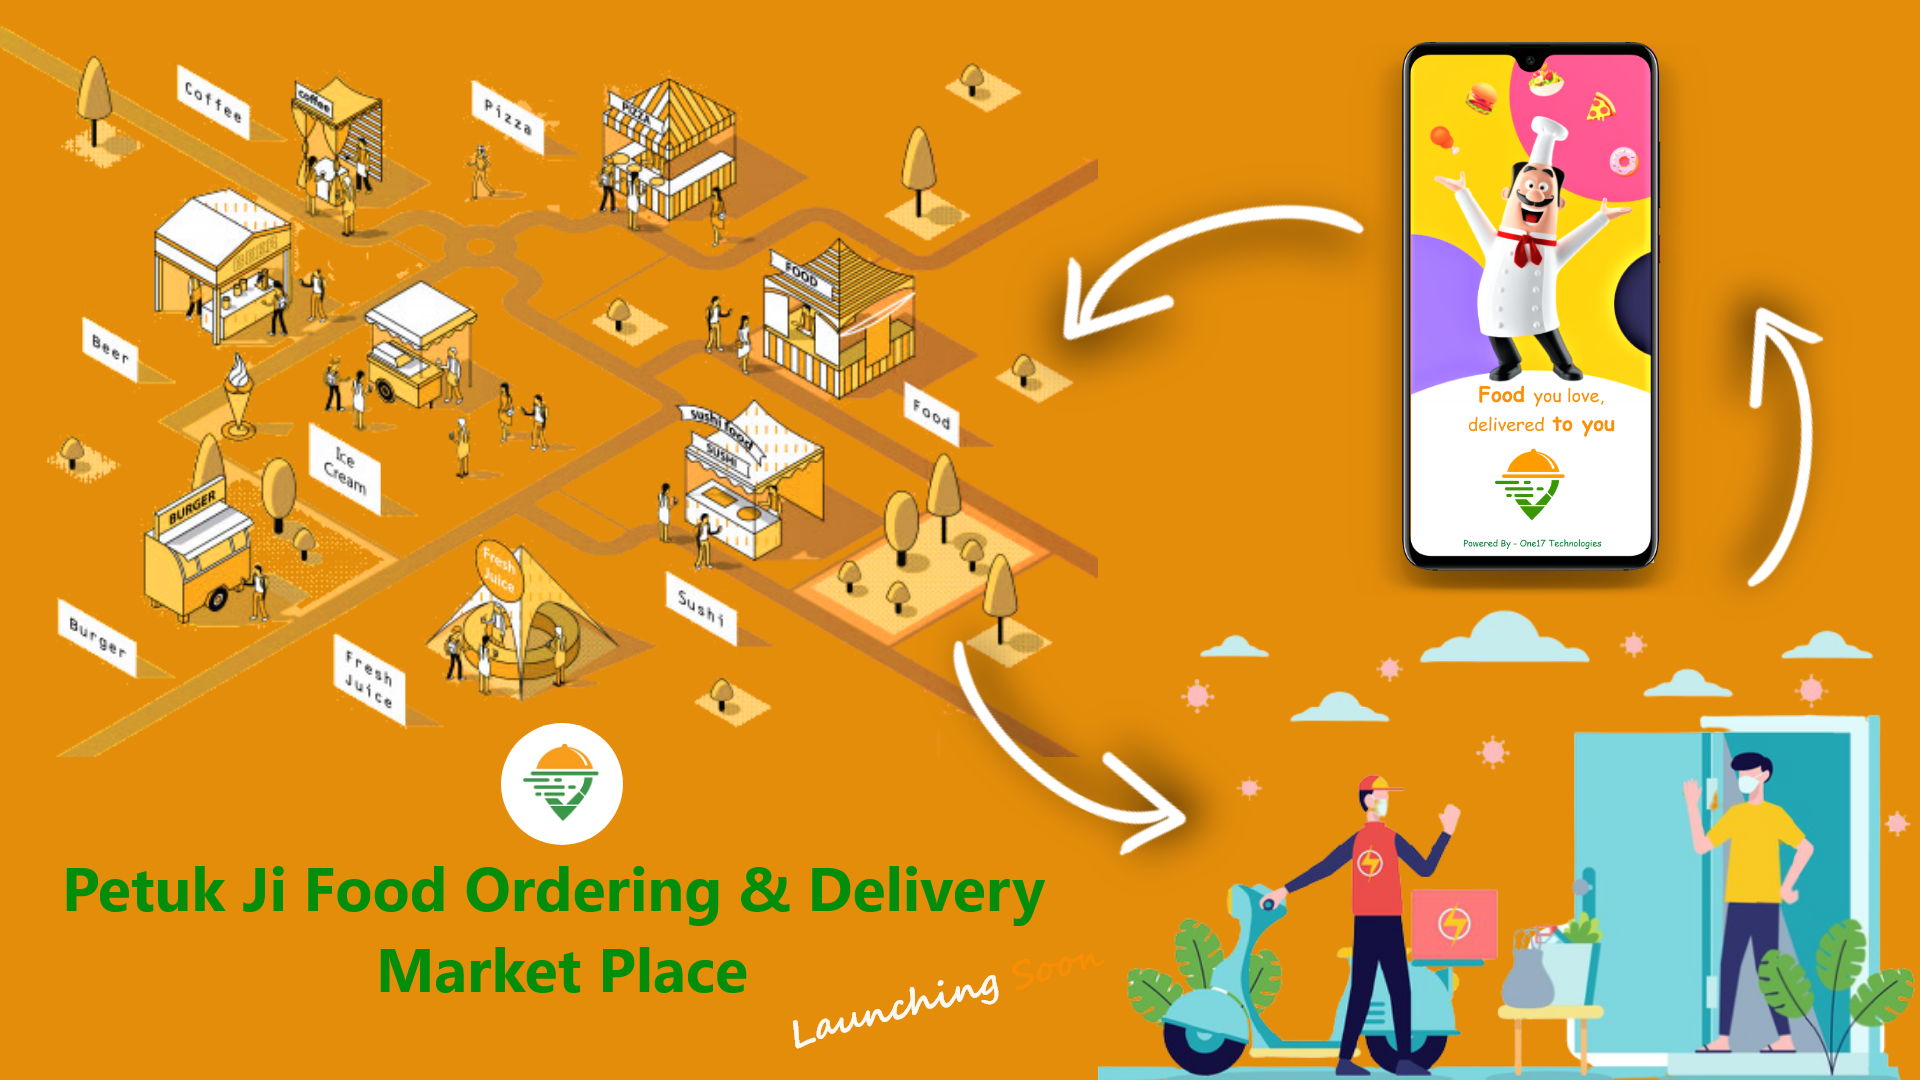 Coffee
coffee
Pizza
PIZZA
FOOD
Beer
Food
sushi food
SUSHI
Ice
Cream
BURGER
Fresh
Juice
Sushi
Burger
Fresh
Juice
Food you love,
delivered to you
Powered By - One17 Technologies
Petuk Ji Food Ordering & Delivery
Market Place
Launching Soon